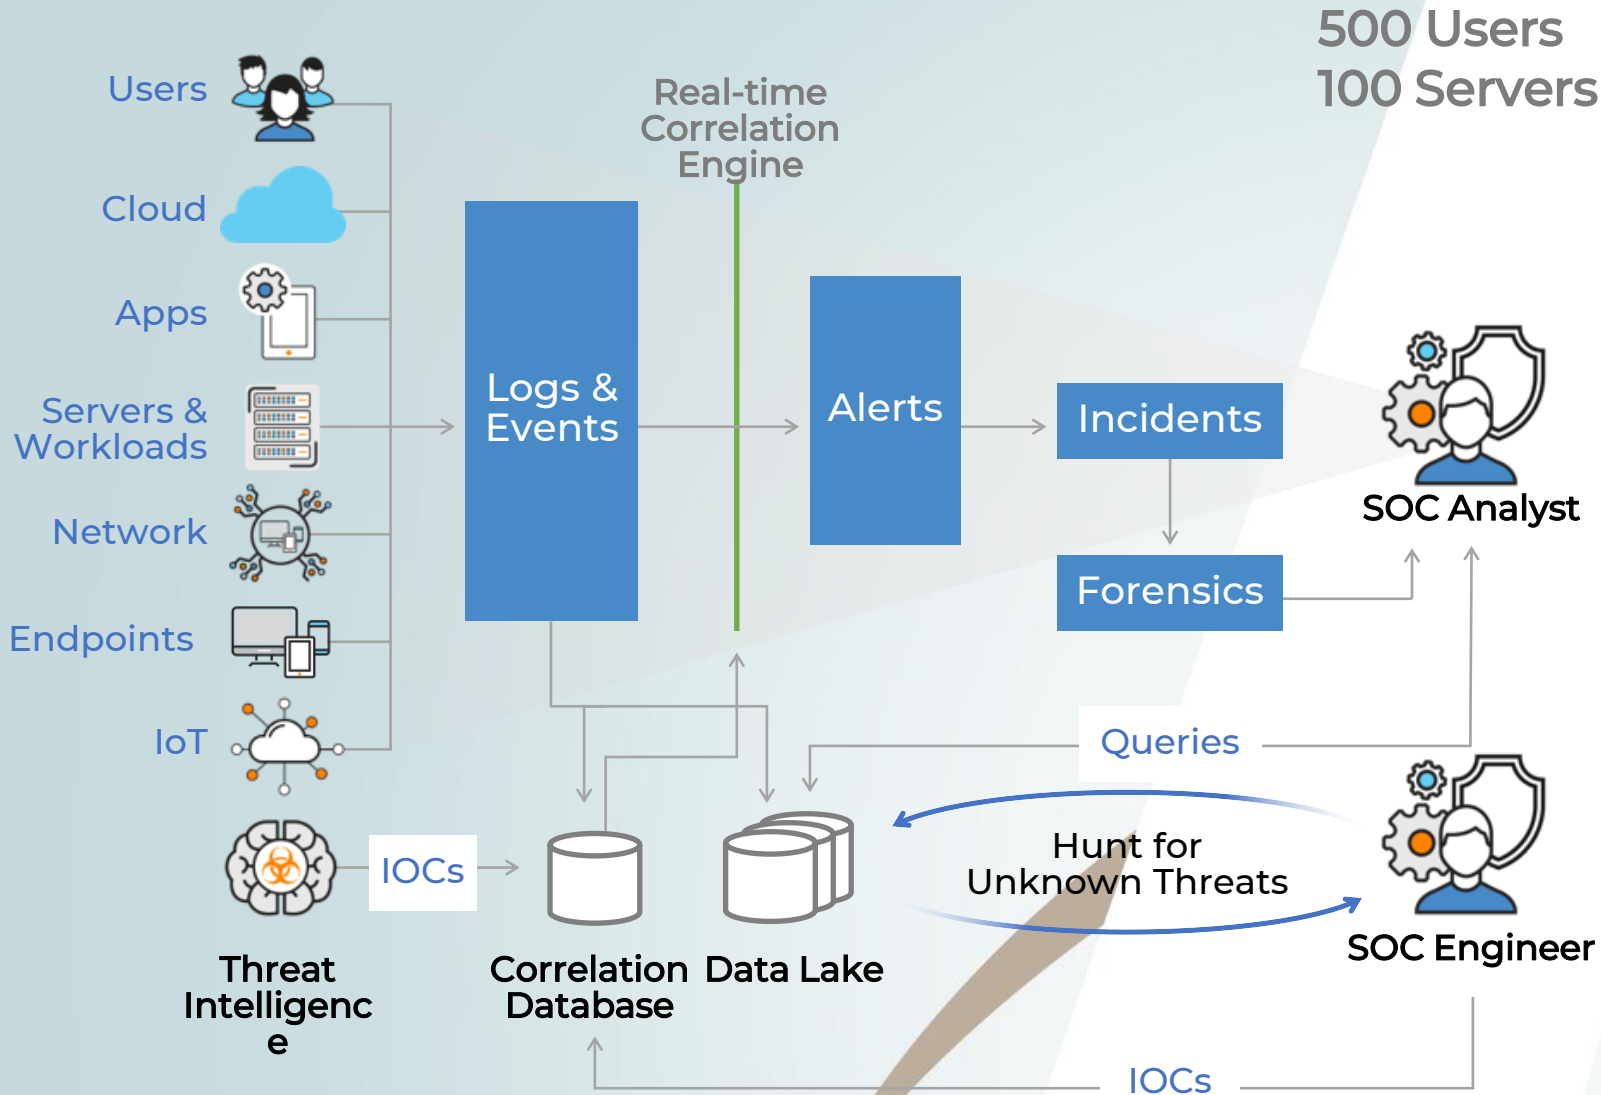 500 Users
100 Servers
Real-time
Correlation
Engine
Users
Cloud
Apps
Servers &
Workloads
Network
Endpoints
IoT
Logs &
Events
Alerts
Incidents
Forensics
SOC Analyst
Queries
IOCs
Hunt for
Unknown Threats
SOC Engineer
Threat
Intelligenc
e
Correlation
Database
Data Lake
IOCs